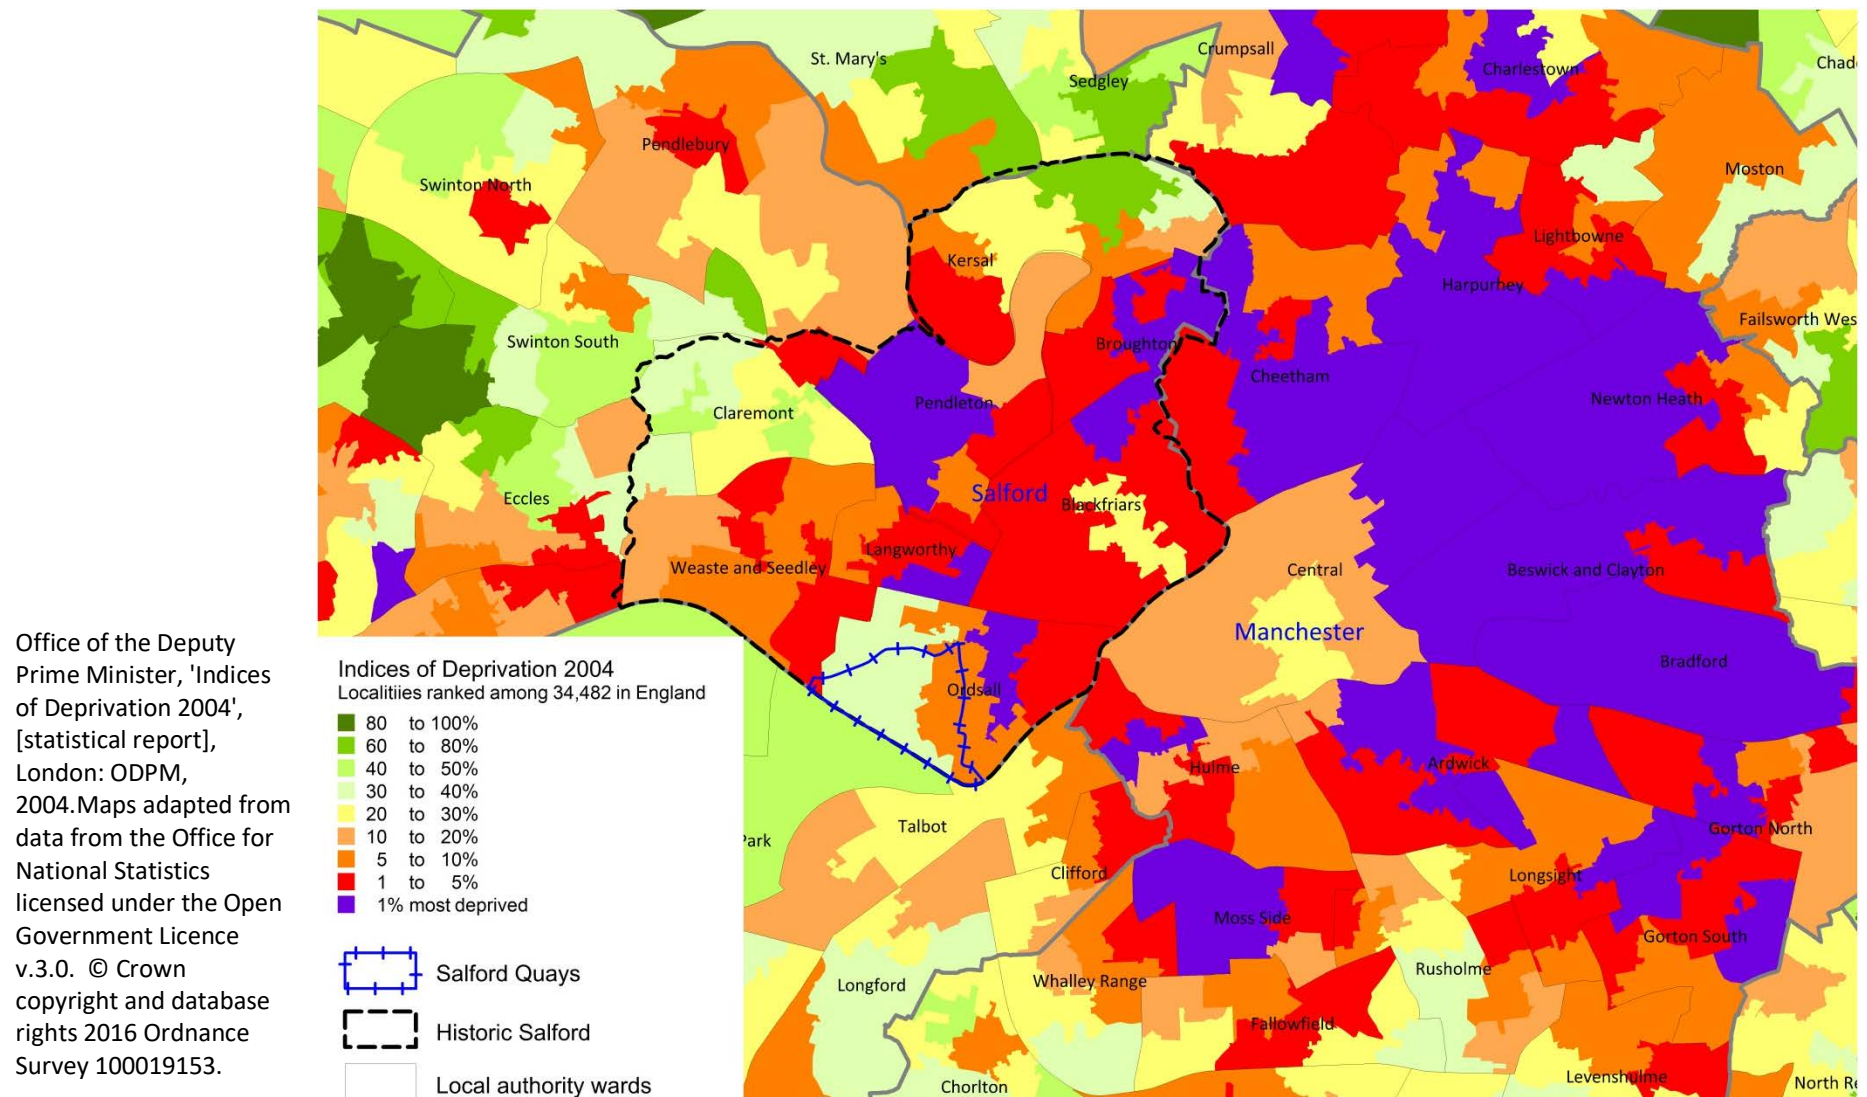 Office of the Deputy
Prime Minister, 'Indices
of Deprivation 2004',
[statistical report],
London: ODPM,
2004.Maps adapted from
data from the Office for
National Statistics
licensed under the Open
Government Licence
v.3.0. © Crown
copyright and database
rights 2016 Ordnance
Survey 100019153.
St. Mary's
Crumpsall
Sedgley
Charlestown
Chad
Pendlebury
Swinton North
Moston
Kersal
Lightbowne
Harpurhey
Failsworth Wes
Swinton South
Broughton
Cheetham
Claremont
Pendleton
Newton Heath
Eccles
Salford
Blackfriars
Langworthy
Weaste and Seedley
Central
Beswick and Clayton
Manchester
Bradford
Ordsall
Hulme
Ardwick
Talbot
Park
Gorton North
Clifford
Longsight
Moss Side
Gorton South
Longford
Whalley Range
Rusholme
Fallowfield
Chorlton
Levenshulme
North Re
Indices of Deprivation 2004
Localitiies ranked among 34,482 in England
80 to 100%
60 to 80%
40 to 50%
30 to 40%
20 to 30%
10 to 20%
5 to 10%
1 to 5%
1% most deprived
Salford Quays
Historic Salford
Local authority wards